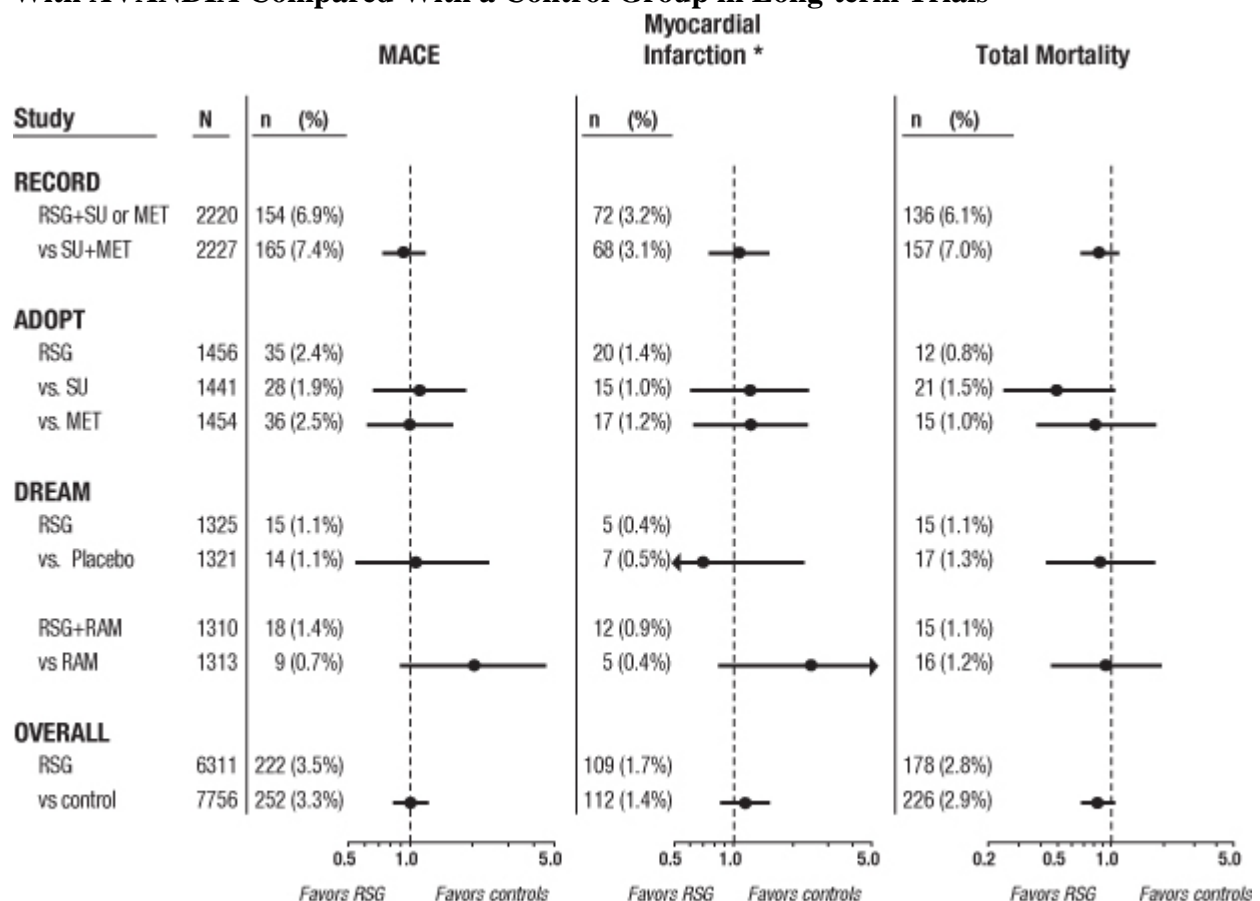 With AVANDIA Compared With a Control Group in Long-term Trials
MACE Myocardial Infarction * Total Mortality
Study N n (%) n (%) n (%)
RECORD
RSG+SU or MET 2220 154 (6.9%) 72 (3.2%) 136 (6.1%)
vs SU+MET 2227 165 (7.4%) 68 (3.1%) 157 (7.0%)
ADOPT
RSG 1456 35 (2.4%) 20 (1.4%) 12 (0.8%)
vs. SU 1441 28 (1.9%) 15 (1.0%) 21 (1.5%)
vs. MET 1454 36 (2.5%) 17 (1.2%) 15 (1.0%)
DREAM
RSG 1325 15 (1.1%) 5 (0.4%) 15 (1.1%)
vs. Placebo 1321 14 (1.1%) 7 (0.5%) 17 (1.3%)
RSG+RAM 1310 18 (1.4%) 12 (0.9%) 15 (1.1%)
vs RAM 1313 9 (0.7%) 5 (0.4%) 16 (1.2%)
OVERALL
RSG 6311 222 (3.5%) 109 (1.7%) 178 (2.8%)
vs control 7756 252 (3.3%) 112 (1.4%) 226 (2.9%)
0.5 1.0 5.0 0.5 1.0 5.0 0.2 0.5 1.0 5.0
Favors RSG Favors controls Favors RSG Favors controls Favors RSG Favors controls